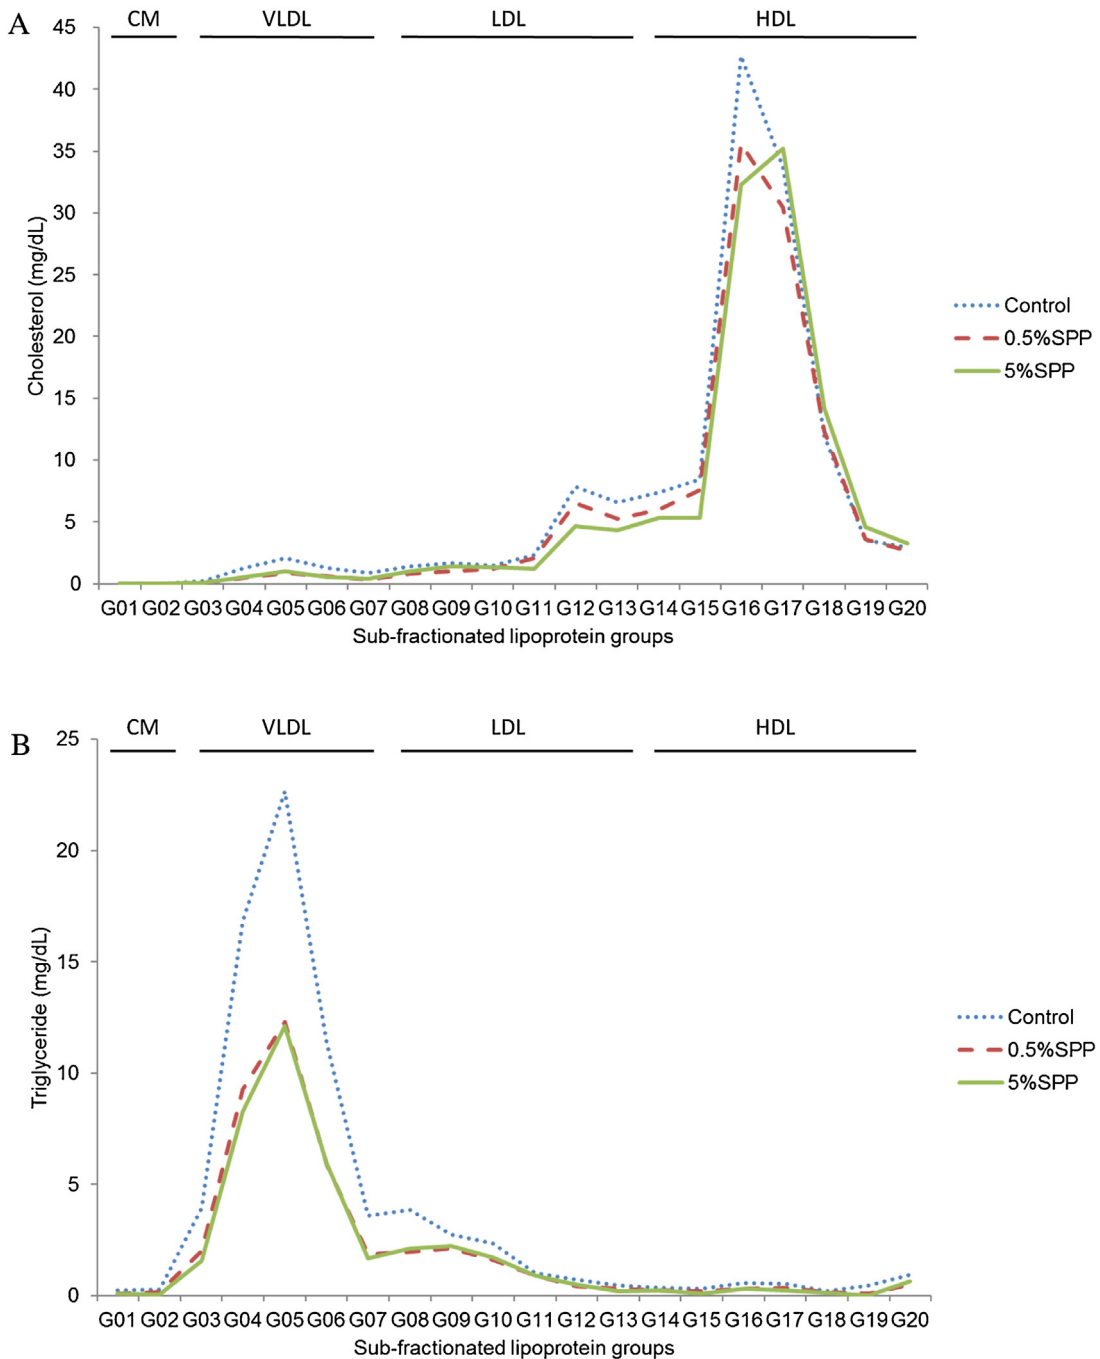 A
CM VLDL LDL HDL
45
40
35
30
25
20
15
10
5
0
Cholesterol (mg/dL)
G01 G02 G03 G04 G05 G06 G07 G08 G09 G10 G11 G12 G13 G14 G15 G16 G17 G18 G19 G20
Sub-fractionated lipoprotein groups
Control
0.5%SPP
5%SPP
B
CM VLDL LDL HDL
25
20
15
10
5
0
Triglyceride (mg/dL)
G01 G02 G03 G04 G05 G06 G07 G08 G09 G10 G11 G12 G13 G14 G15 G16 G17 G18 G19 G20
Sub-fractionated lipoprotein groups
Control
0.5%SPP
5%SPP